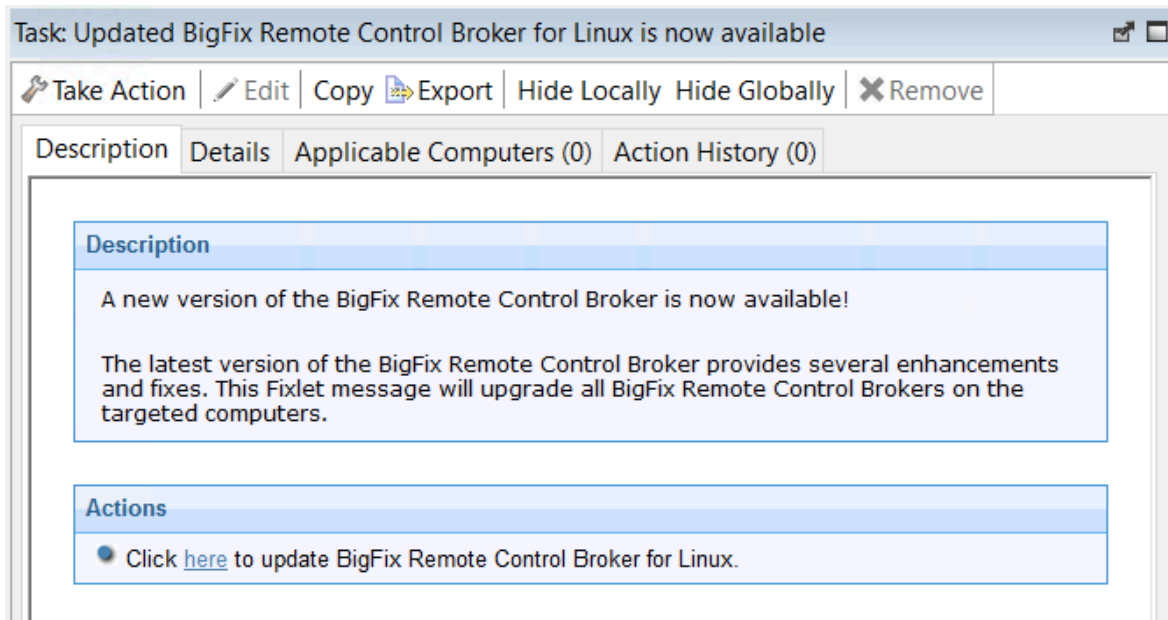 Task: Updated BigFix Remote Control Broker for Linux is now available
Take Action Edit Copy Export Hide Locally Hide Globally Remove
Description Details Applicable Computers (0) Action History (0)
Description
A new version of the BigFix Remote Control Broker is now available!
The latest version of the BigFix Remote Control Broker provides several enhancements
and fixes. This Fixlet message will upgrade all BigFix Remote Control Brokers on the
targeted computers.
Actions
Click here to update BigFix Remote Control Broker for Linux.